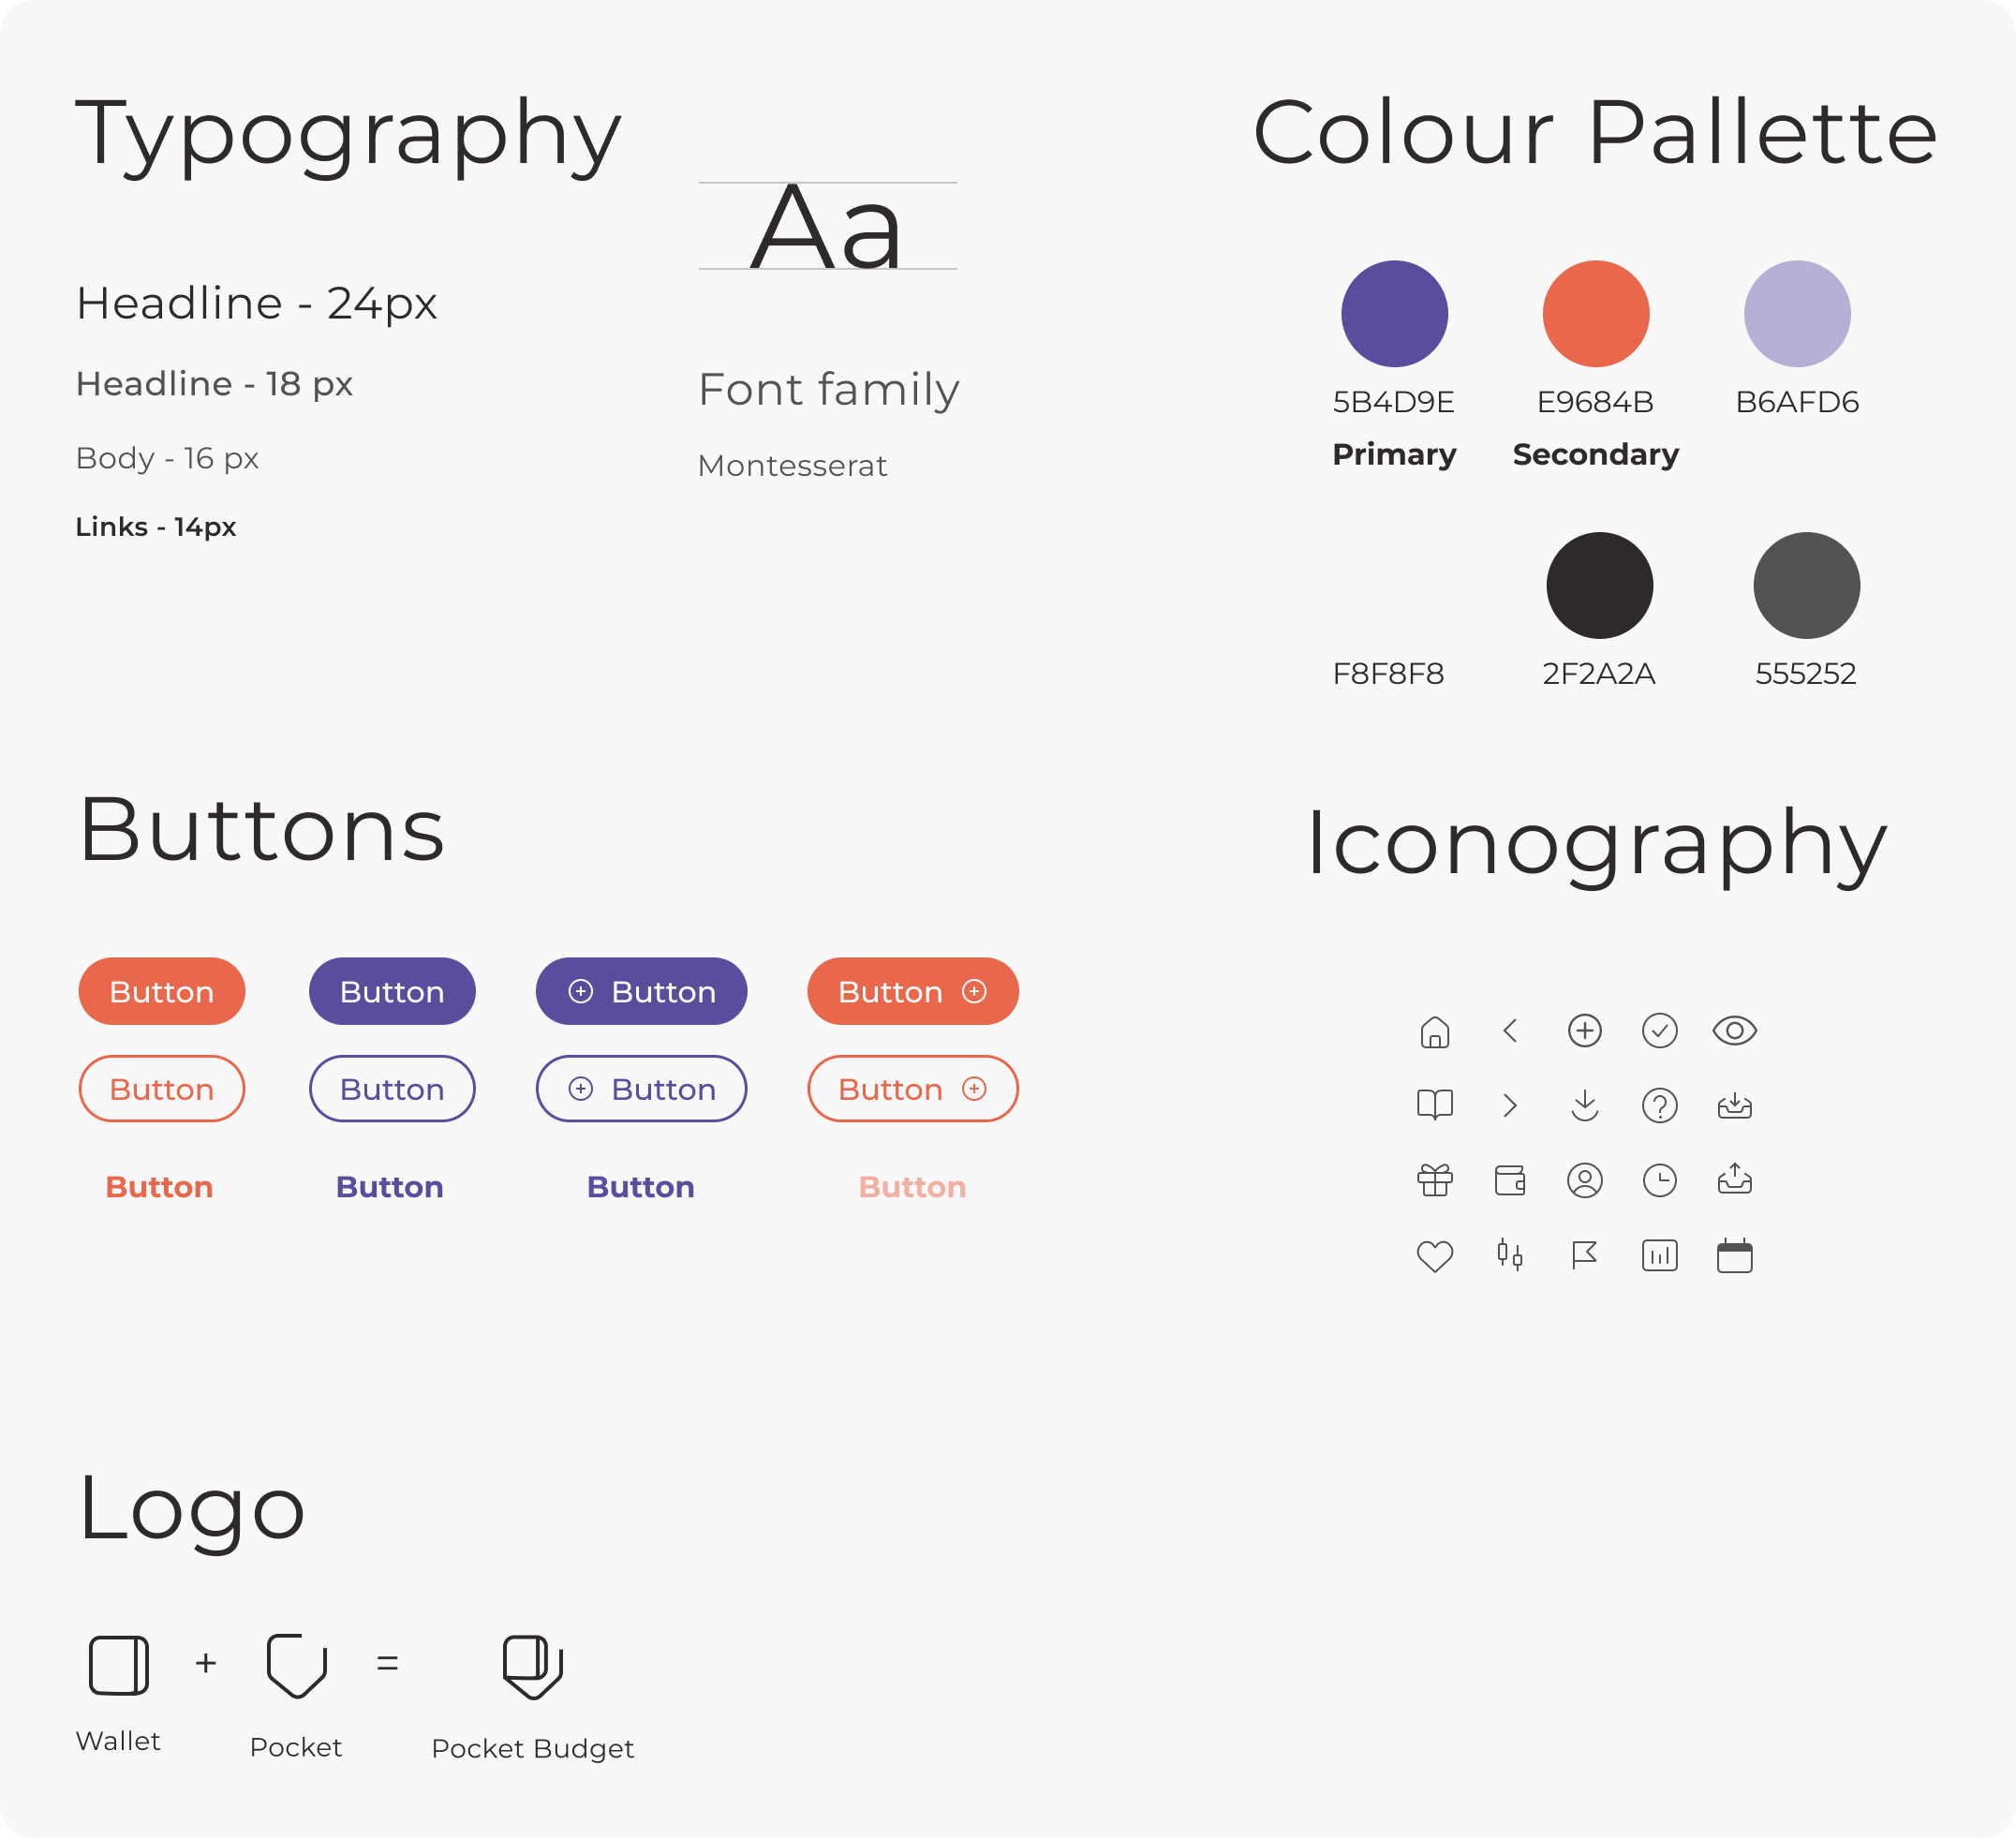 Typography
Aa
Headline - 24px
Headline - 18 px
Body - 16 px
Links - 14px
Font family
Montesserat
Colour Pallette
5B4D9E
E9684B
B6AFD6
Primary
Secondary
F8F8F8
2F2A2A
555252
Buttons
Button
Button
Button
Button
Button
Button
Button
Button
Button
Button
Button
Button
Iconography
Logo
+
=
Wallet
Pocket
Pocket Budget